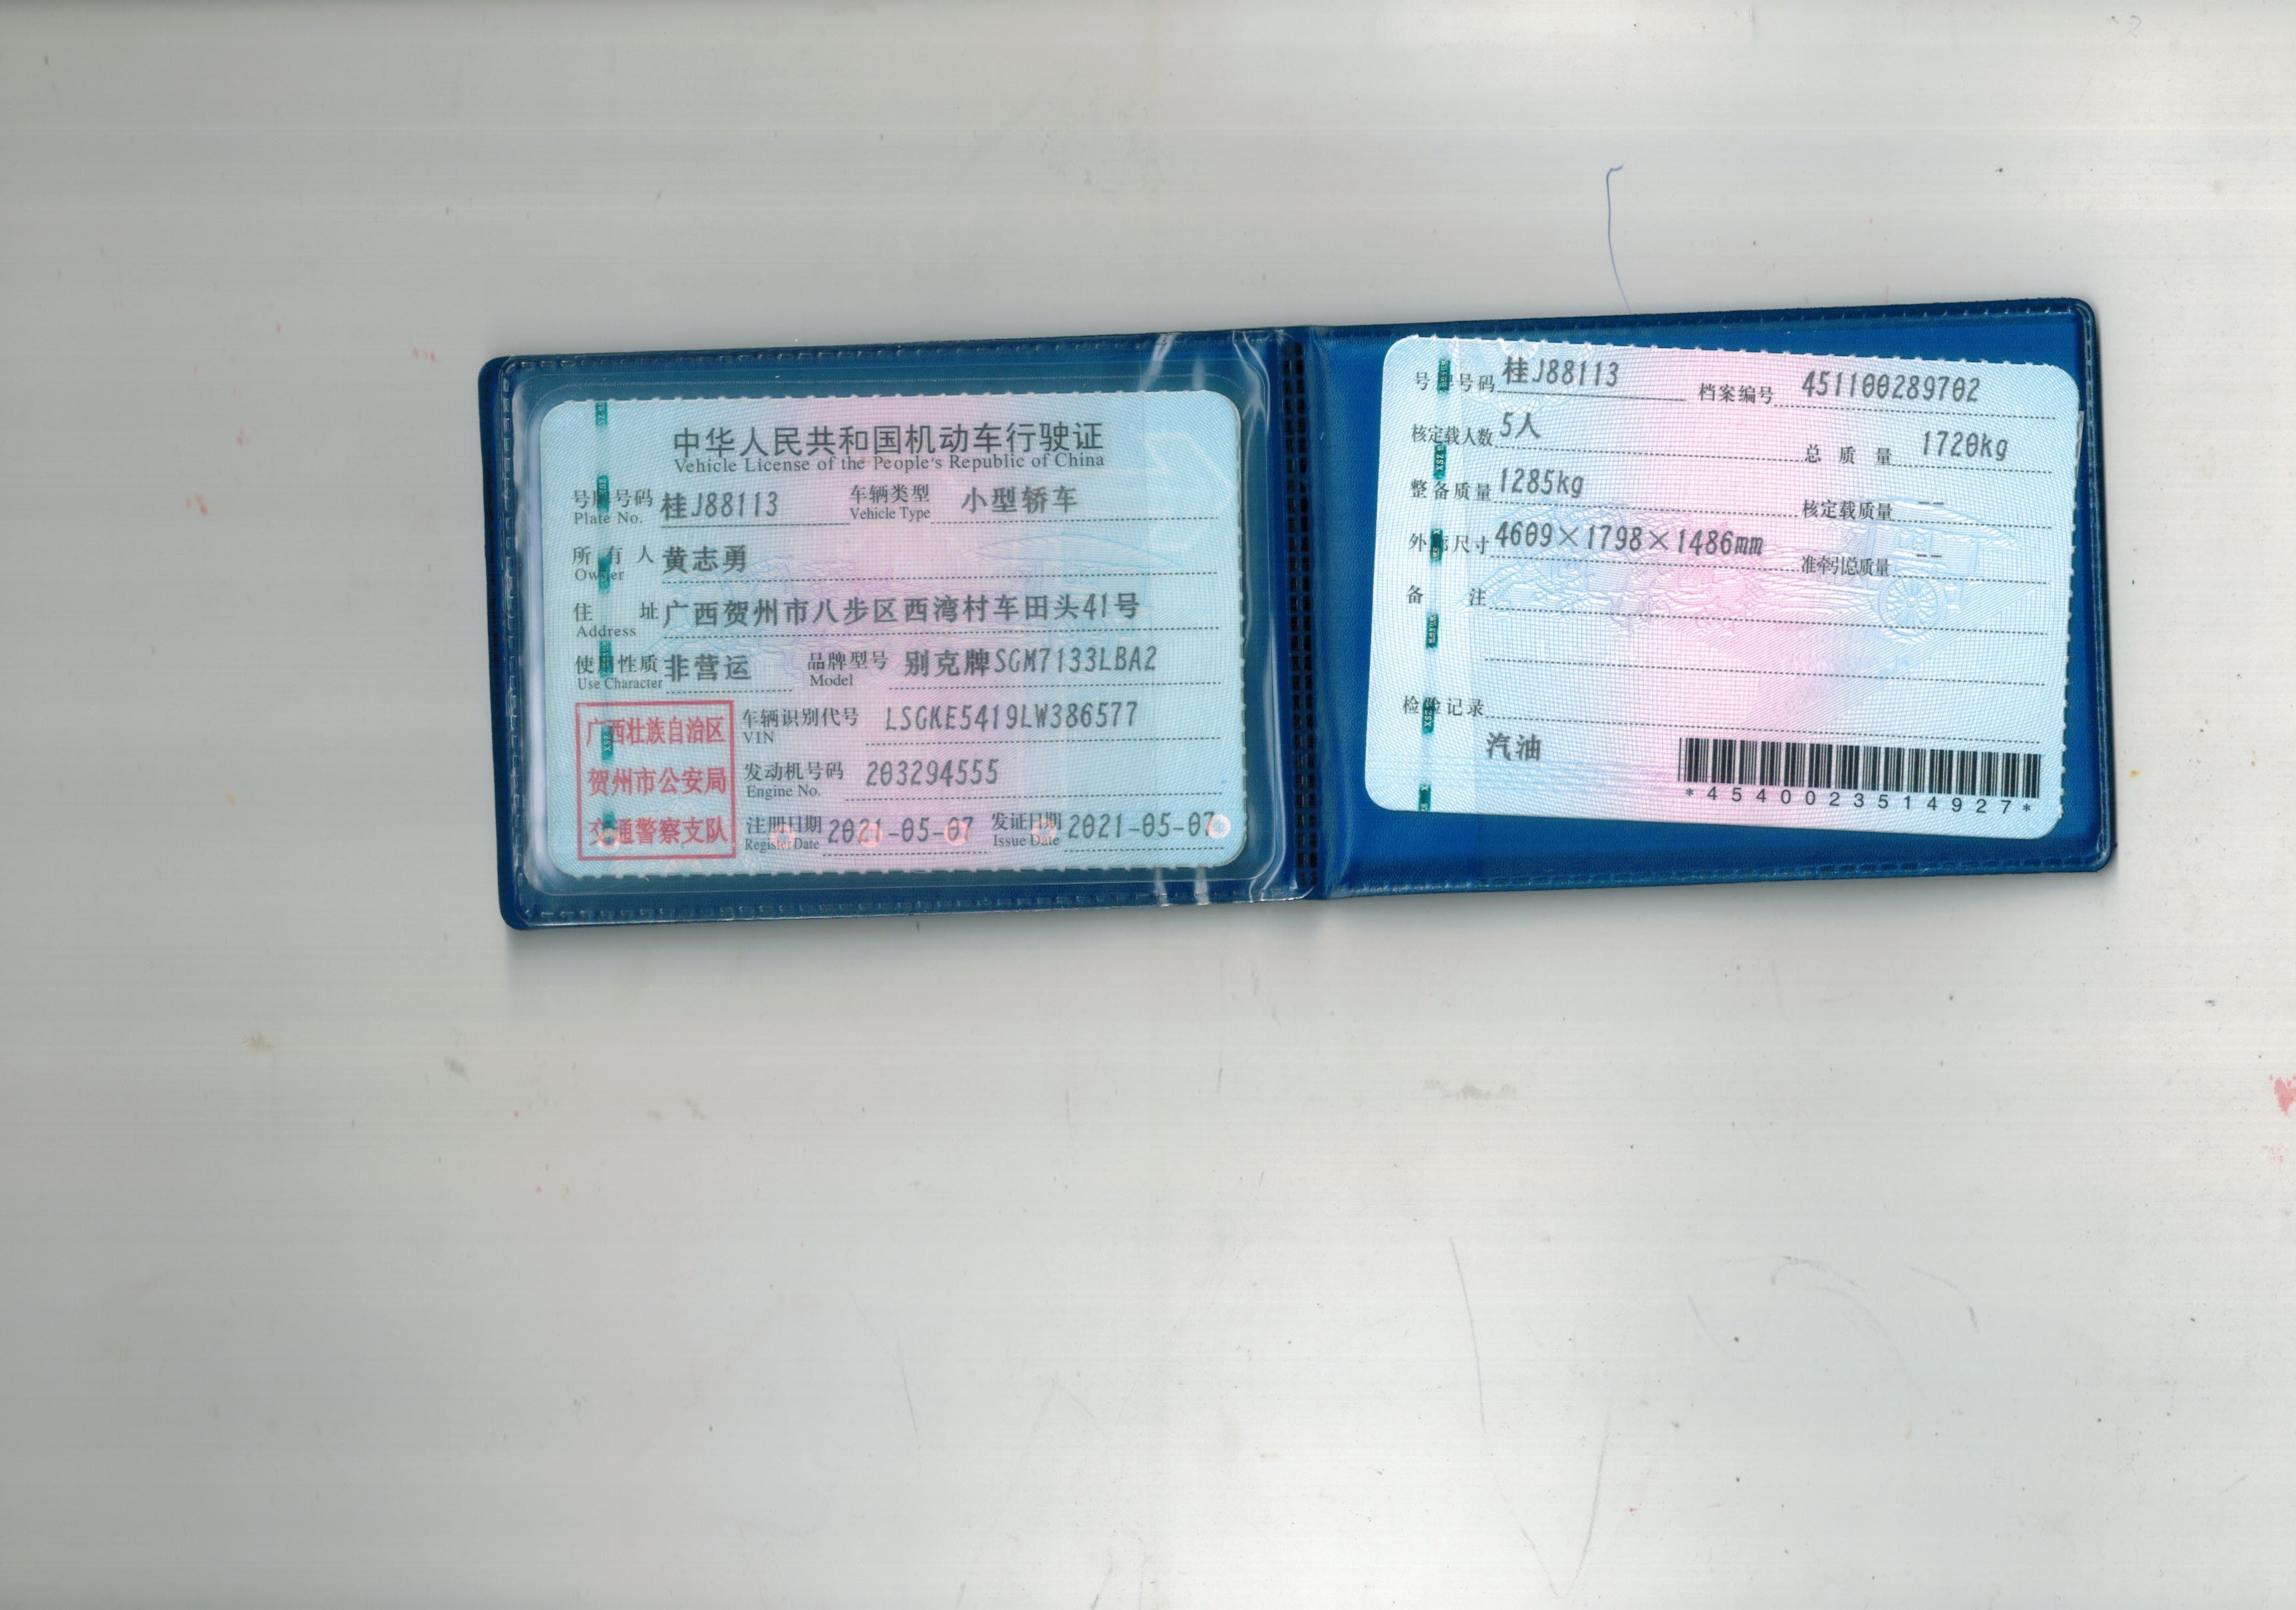 中华人民共和国机动车行驶证
Vehicle License of the People's Republic of China
号牌号码 桂J88113 车辆类型 小型轿车
Plate No. Vehicle Type
所有人 黄志勇
Owner
住址 广西贺州市八步区西湾村车田头41号
Address
使用性质 非营运 品牌型号 别克牌SGM7133LBA2
Use Character Model
车辆识别代号 LSGKE5419LW386577
VIN
发动机号码 203294555
Engine No.
注册日期 2021-05-07 发证日期 2021-05-07
Register Date Issue Date
广西壮族自治区
贺州市公安局
交通警察支队
号牌号码 桂J88113 档案编号 451100289702
核定载人数 5人 总质量 1720kg
整备质量 1285kg 核定载质量 --
外廓尺寸 4609×1798×1486mm 准牵引总质量 --
备注
检验记录
汽油
*4540023514927*